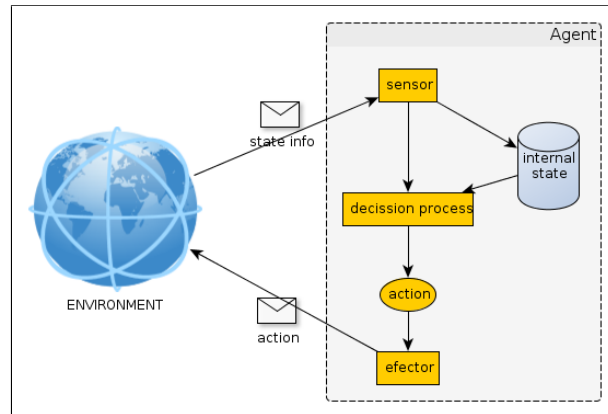 Agent
sensor
state info
internal
state
decission process
ENVIRONMENT
action
action
efector